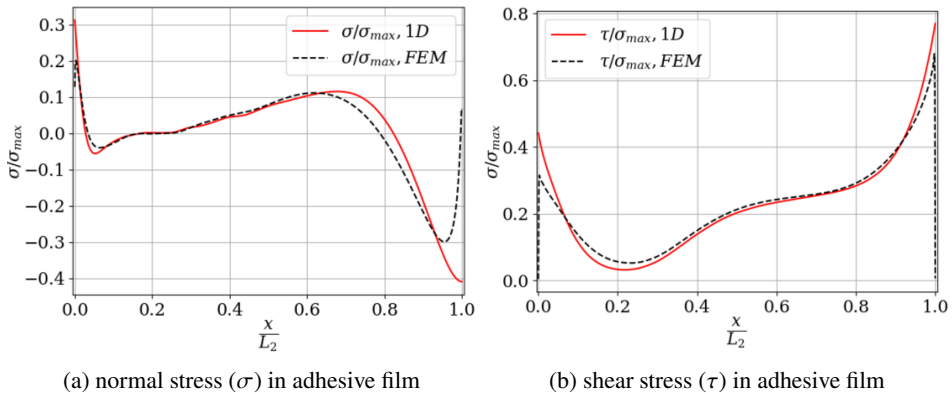 0.3
0.2
0.1
0.0
−0.1
−0.2
−0.3
−0.4
σ/σmax
σ/σmax, 1D
σ/σmax, FEM
0.0 0.2 0.4 0.6 0.8 1.0
x
L2
(a) normal stress (σ) in adhesive film
0.8
0.6
0.4
0.2
0.0
σ/σmax
τ/σmax, 1D
τ/σmax, FEM
0.0 0.2 0.4 0.6 0.8 1.0
x
L2
(b) shear stress (τ) in adhesive film